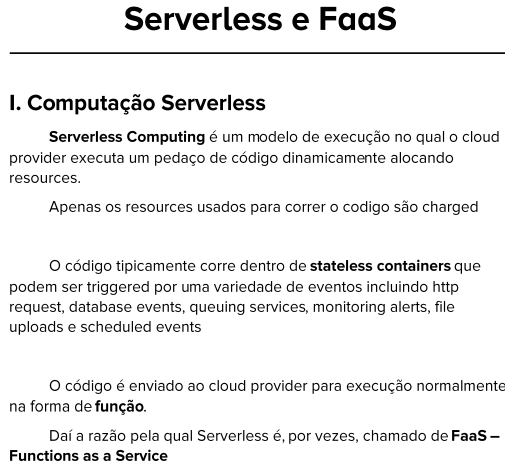 Serverless e FaaS
I. Computação Serverless
Serverless Computing é um modelo de execução no qual o cloud
provider executa um pedaço de código dinamicamente alocando
resources.
Apenas os resources usados para correr o codigo são charged
O código tipicamente corre dentro de stateless containers que
podem ser triggered por uma variedade de eventos incluindo http
request, database events, queuing services, monitoring alerts, file
uploads e scheduled events
O código é enviado ao cloud provider para execução normalmente
na forma de função.
Daí a razão pela qual Serverless é, por vezes, chamado de FaaS –
Functions as a Service